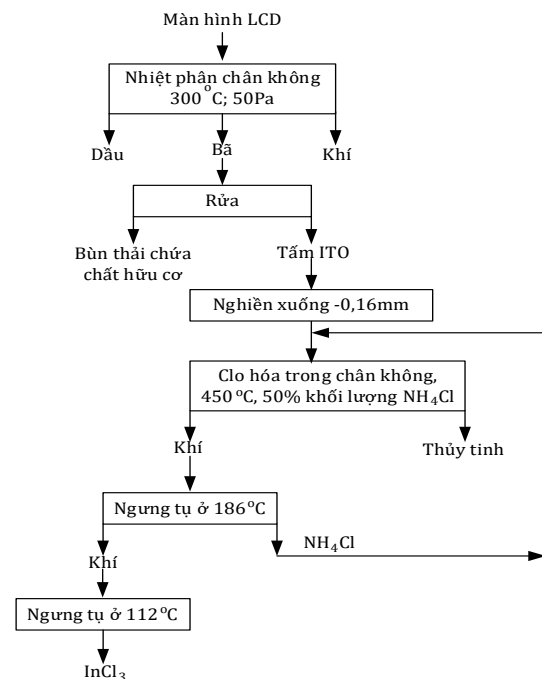 Màn hình LCD
Nhiệt phân chân không
300°C; 50Pa
Dầu
Bã
Khí
Rửa
Bùn thải chứa
chất hữu cơ
Tấm ITO
Nghiền xuống -0,16mm
Clo hóa trong chân không,
450°C, 50% khối lượng NH₄Cl
Khí
Thủy tinh
Ngưng tụ ở 186°C
NH₄Cl
Khí
Ngưng tụ ở 112°C
InCl₃